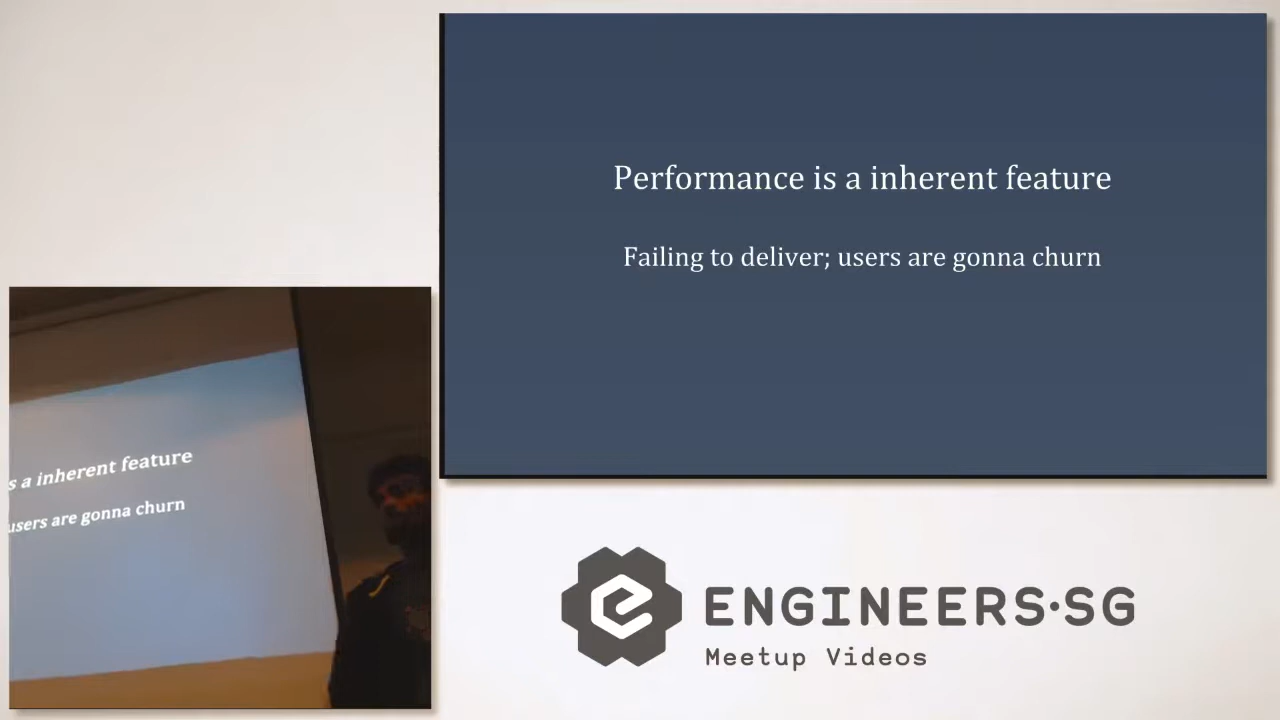 Performance is a inherent feature
Failing to deliver; users are gonna churn
s a inherent feature
users are gonna churn
ENGINEERS·SG
Meetup Videos